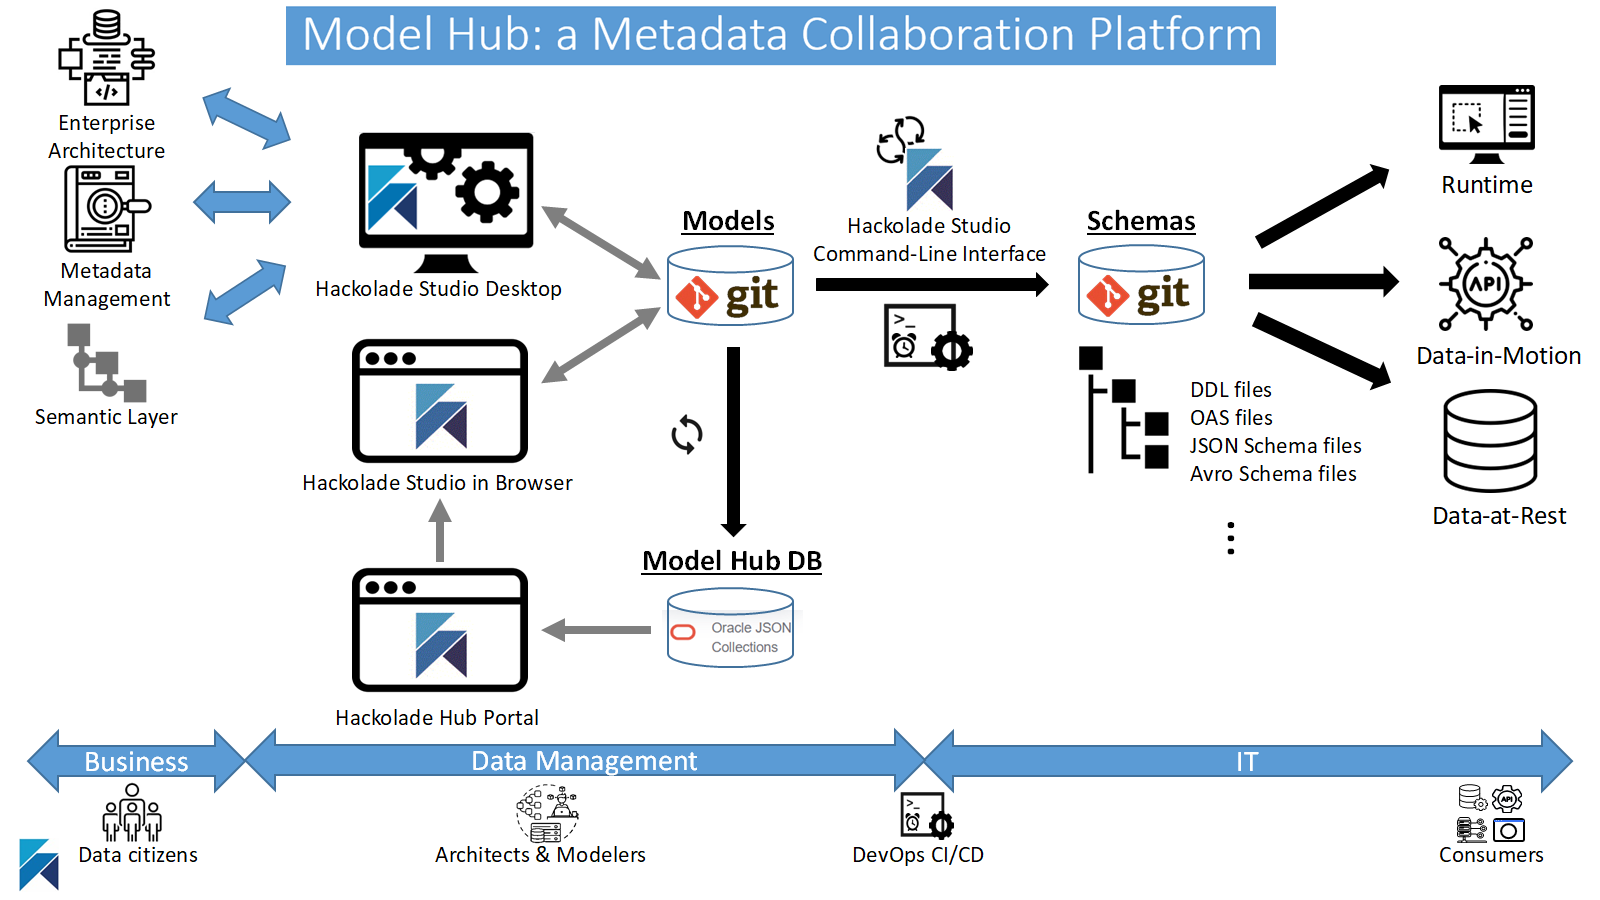 Model Hub: a Metadata Collaboration Platform
Enterprise
Architecture
Metadata
Management
Semantic Layer
Hackolade Studio Desktop
Hackolade Studio in Browser
Hackolade Hub Portal
Models
git
Hackolade Studio
Command-Line Interface
>_
Schemas
git
DDL files
OAS files
JSON Schema files
Avro Schema files
Runtime
API
Data-in-Motion
Data-at-Rest
Model Hub DB
Oracle JSON
Collections
Business
Data Management
IT
>_
API
Data citizens
Architects & Modelers
DevOps CI/CD
Consumers